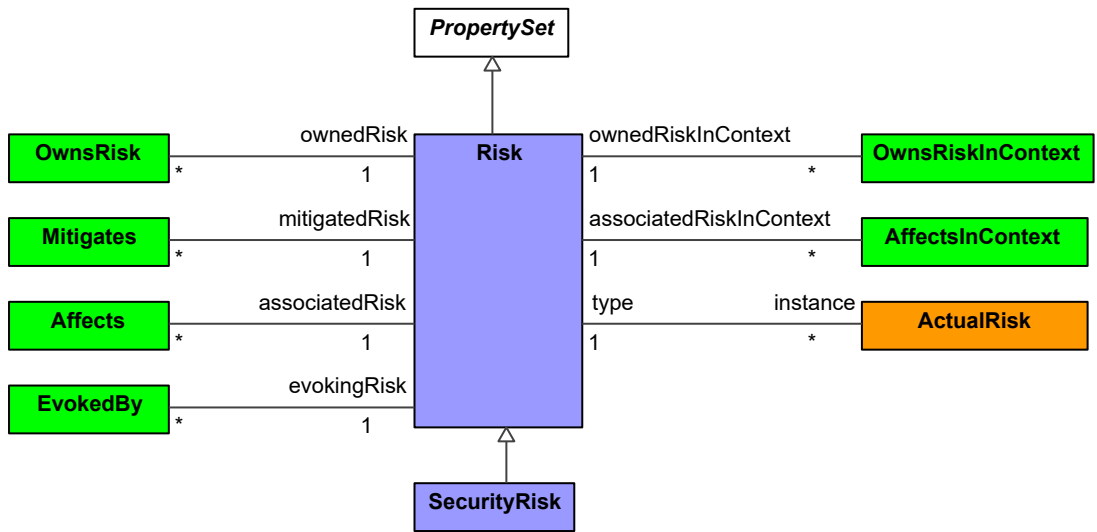 PropertySet
ownedRisk
ownedRiskInContext
OwnsRisk
Risk
OwnsRiskInContext
* 1 1 *
mitigatedRisk
associatedRiskInContext
Mitigates
AffectsInContext
* 1 1 *
associatedRisk
type
instance
Affects
ActualRisk
* 1 1 *
evokingRisk
EvokedBy
* 1
SecurityRisk